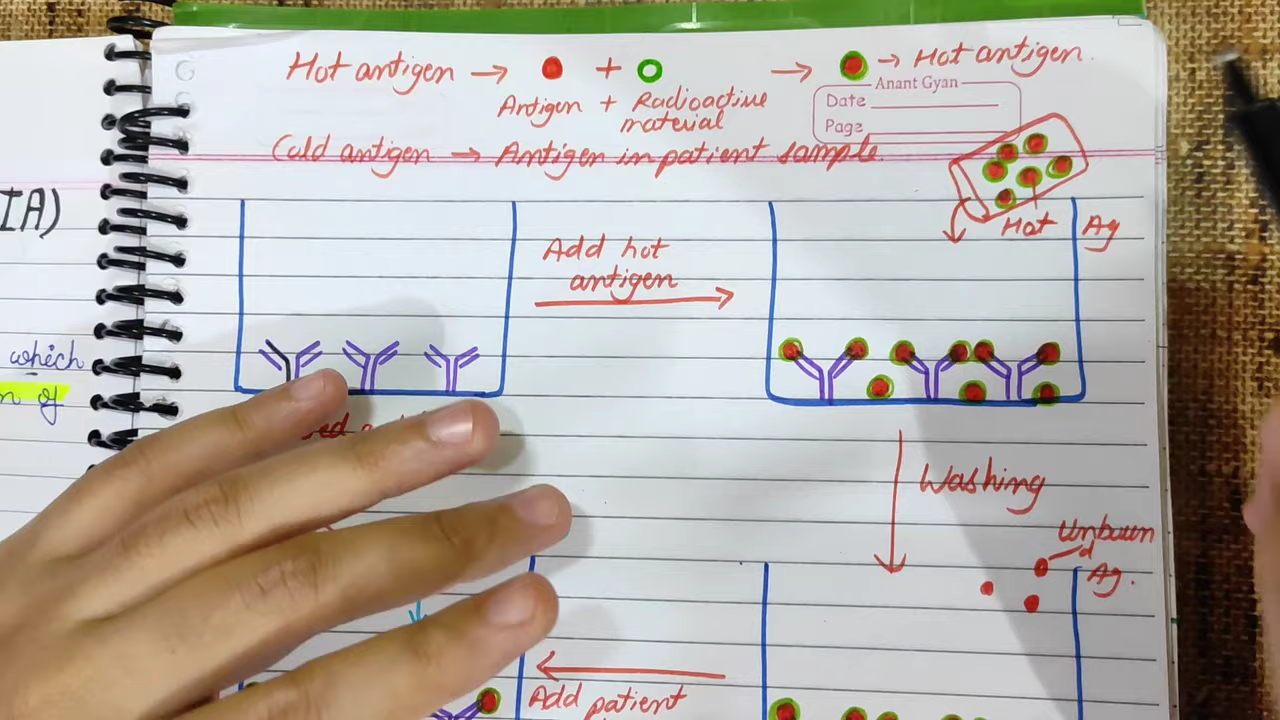 Hot antigen → + → → Hot antigen.
Anant Gyan
Antigen + Radioactive
material
Date
Page
Cold antigen → Antigen in patient sample.
IA)
Hot Ag
Add hot
antigen
which
n of
Washing
Unboun
d
Ag.
Add patient